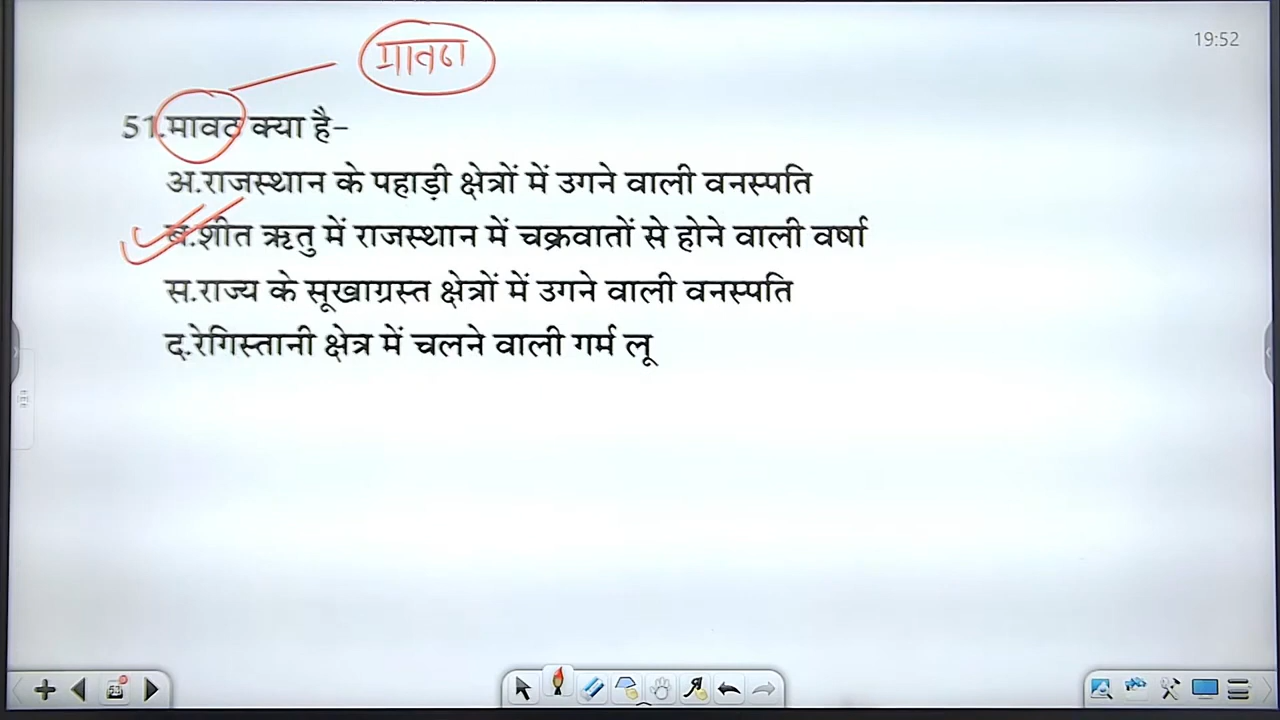 19:52
मावठ
51.मावठ क्या है-
अ.राजस्थान के पहाड़ी क्षेत्रों में उगने वाली वनस्पति
ब.शीत ऋतु में राजस्थान में चक्रवातों से होने वाली वर्षा
स.राज्य के सूखाग्रस्त क्षेत्रों में उगने वाली वनस्पति
द.रेगिस्तानी क्षेत्र में चलने वाली गर्म लू